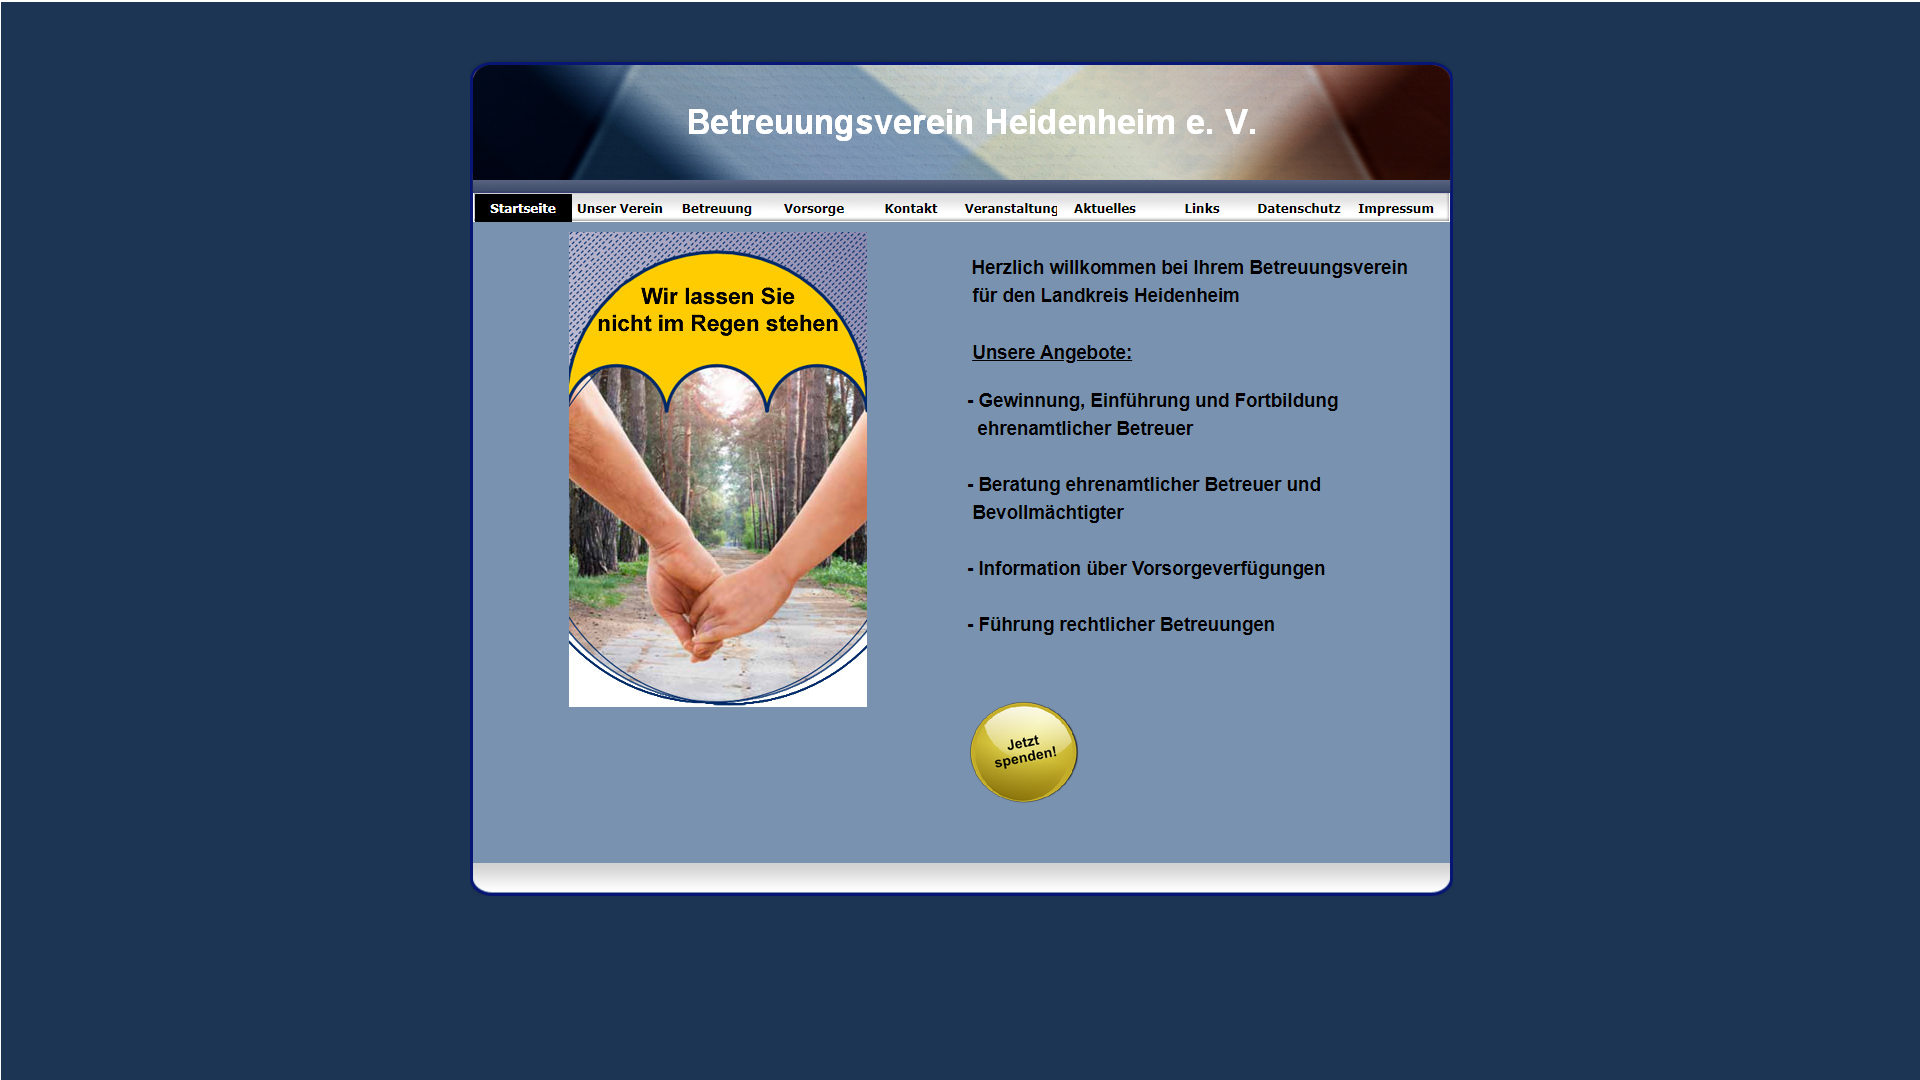 Betreuungsverein Heidenheim e. V.
Startseite Unser Verein Betreuung Vorsorge Kontakt Veranstaltung Aktuelles Links Datenschutz Impressum
Wir lassen Sie
nicht im Regen stehen
Herzlich willkommen bei Ihrem Betreuungsverein
für den Landkreis Heidenheim
Unsere Angebote:
- Gewinnung, Einführung und Fortbildung
ehrenamtlicher Betreuer
- Beratung ehrenamtlicher Betreuer und
Bevollmächtigter
- Information über Vorsorgeverfügungen
- Führung rechtlicher Betreuungen
Jetzt
spenden!